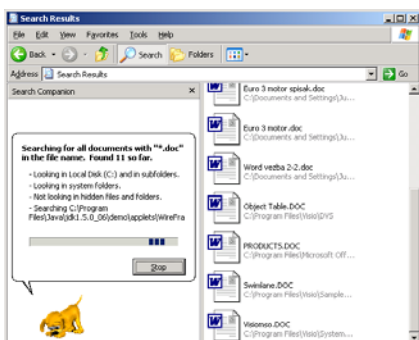 Search Results
File Edit View Favorites Tools Help
Back Search Folders
Address Search Results Go
Search Companion
Searching for all documents with "*.doc"
in the file name. Found 11 so far.
- Looking in Local Disk (C:) and in subfolders.
- Looking in system folders.
- Not looking in hidden files and folders.
- Searching C:\Program
Files\Java\jdk1.5.0_06\demo\applets\WireFra
Stop
Euro 3 motor spisak.doc
C:\Documents and Settings\Ju...
Euro 3 motor.doc
C:\Documents and Settings\Ju...
Word vezba 2-2.doc
C:\Documents and Settings\Ju...
Object Table.DOC
C:\Program Files\Visio\DVS
PRODUCTS.DOC
C:\Program Files\Microsoft Off...
Swimlane.DOC
C:\Program Files\Visio\Sample...
Visiomso.DOC
C:\Program Files\Visio\System...